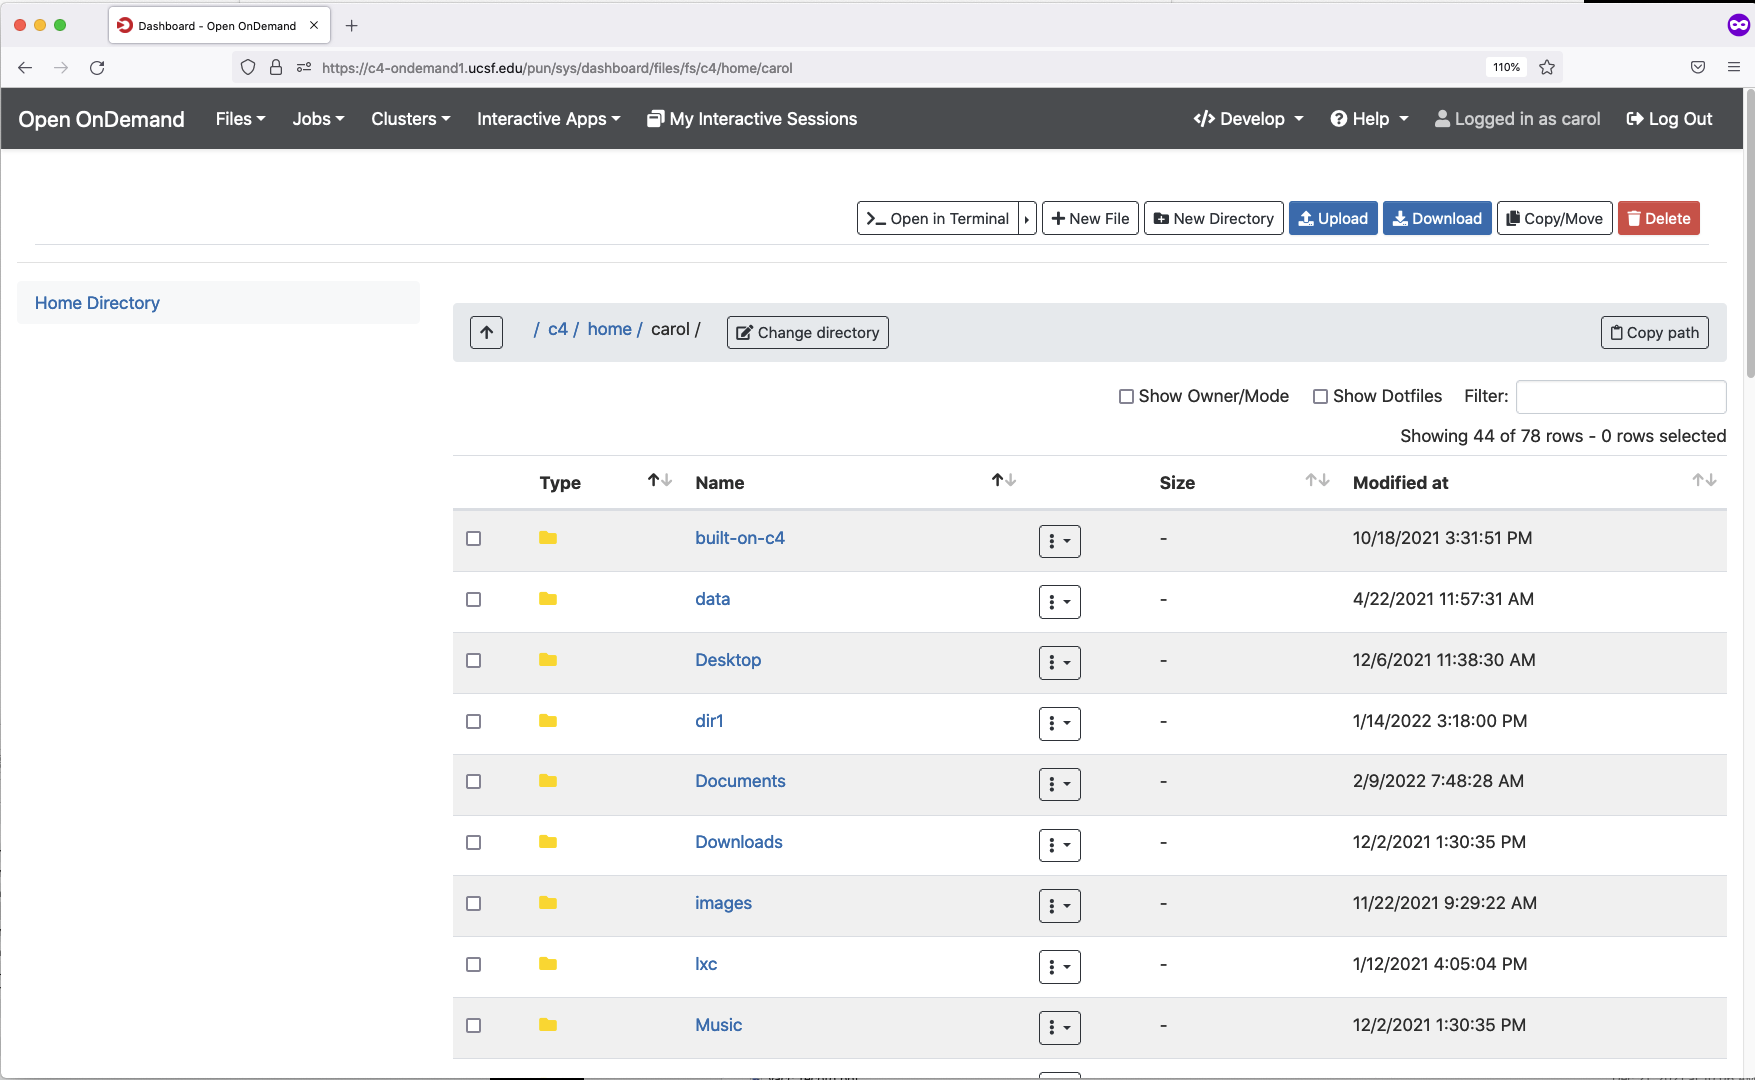 Dashboard - Open OnDemand
https://c4-ondemand1.ucsf.edu/pun/sys/dashboard/files/fs/c4/home/carol 110%
Open OnDemand Files Jobs Clusters Interactive Apps My Interactive Sessions </> Develop Help Logged in as carol Log Out
>_ Open in Terminal + New File New Directory Upload Download Copy/Move Delete
Home Directory
/ c4 / home / carol / Change directory Copy path
Show Owner/Mode Show Dotfiles Filter:
Showing 44 of 78 rows - 0 rows selected
Type Name Size Modified at
built-on-c4 - 10/18/2021 3:31:51 PM
data - 4/22/2021 11:57:31 AM
Desktop - 12/6/2021 11:38:30 AM
dir1 - 1/14/2022 3:18:00 PM
Documents - 2/9/2022 7:48:28 AM
Downloads - 12/2/2021 1:30:35 PM
images - 11/22/2021 9:29:22 AM
lxc - 1/12/2021 4:05:04 PM
Music - 12/2/2021 1:30:35 PM